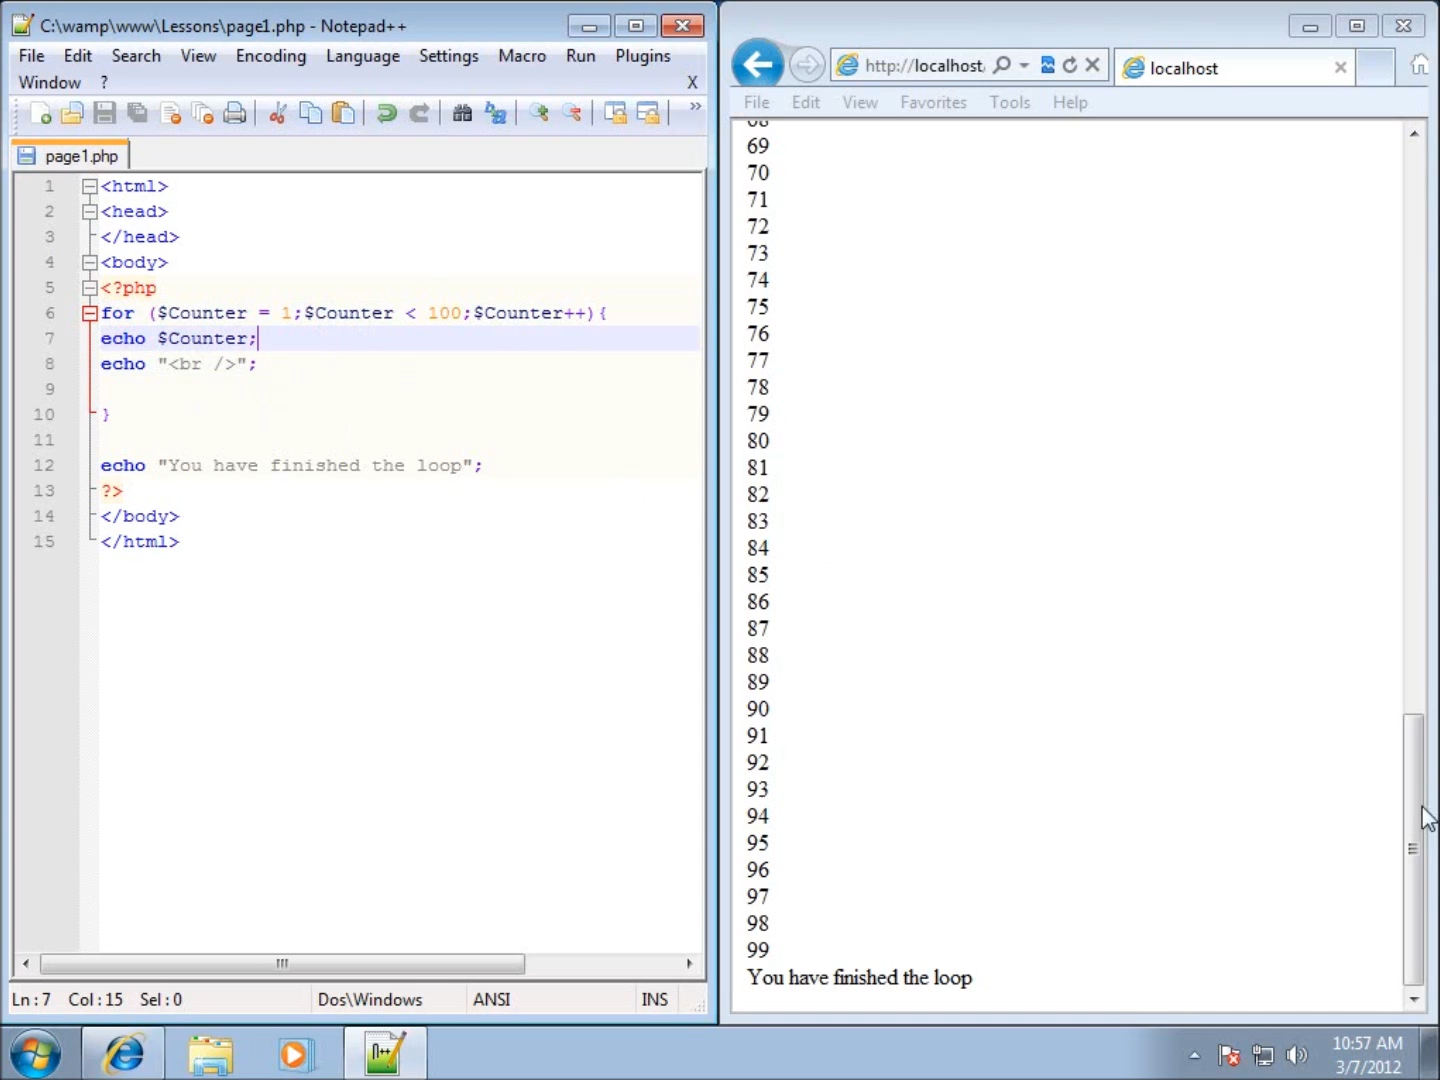 C:\wamp\www\Lessons\page1.php - Notepad++
File Edit Search View Encoding Language Settings Macro Run Plugins
Window ? X
page1.php
1 <html>
2 <head>
3 </head>
4 <body>
5 <?php
6 for ($Counter = 1;$Counter < 100;$Counter++){
7 echo $Counter;
8 echo "<br />";
9
10 }
11
12 echo "You have finished the loop";
13 ?>
14 </body>
15 </html>
Ln : 7 Col : 15 Sel : 0 Dos\Windows ANSI INS
http://localhost localhost
File Edit View Favorites Tools Help
68
69
70
71
72
73
74
75
76
77
78
79
80
81
82
83
84
85
86
87
88
89
90
91
92
93
94
95
96
97
98
99
You have finished the loop
n++
10:57 AM
3/7/2012